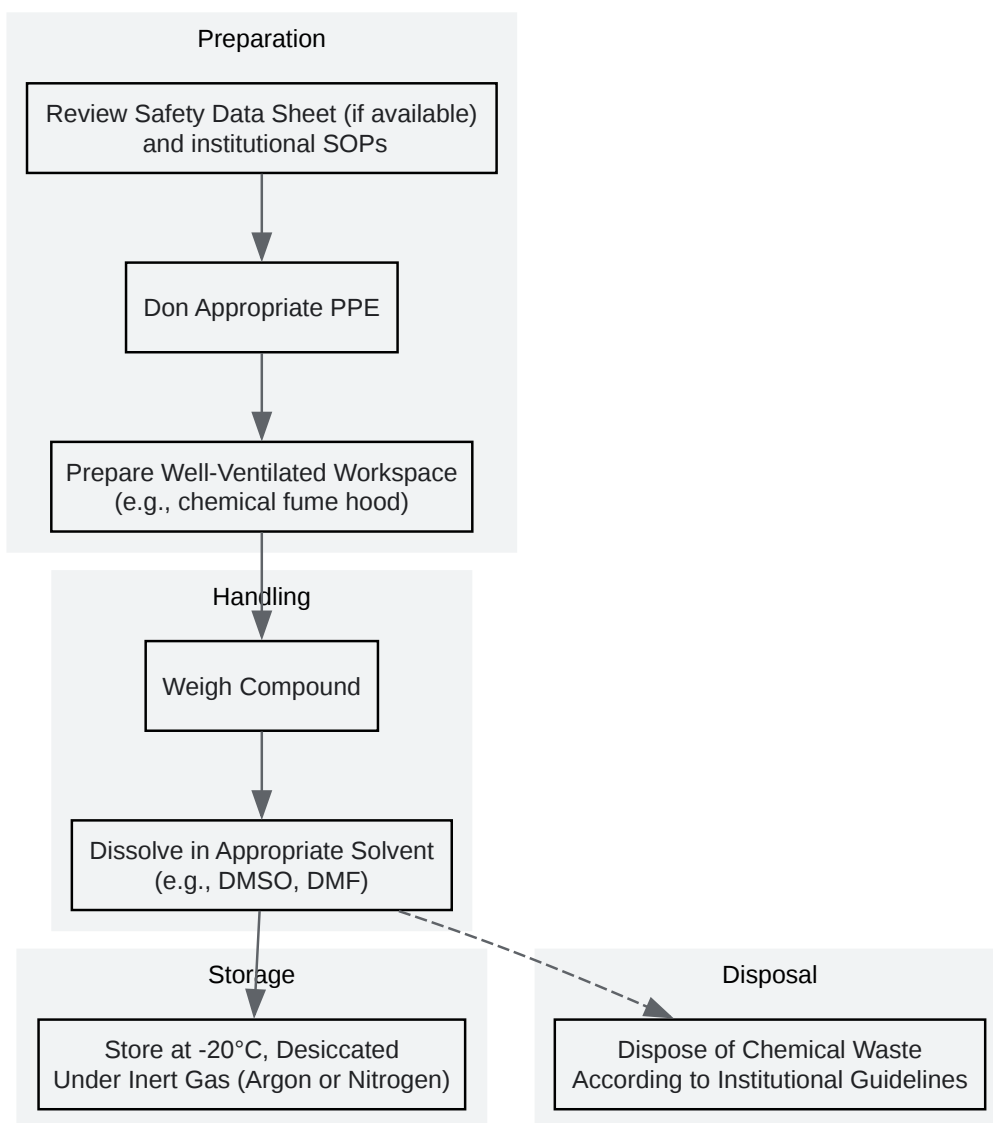 Preparation
Review Safety Data Sheet (if available)
and institutional SOPs
Don Appropriate PPE
Prepare Well-Ventilated Workspace
(e.g., chemical fume hood)
Handling
Weigh Compound
Dissolve in Appropriate Solvent
(e.g., DMSO, DMF)
Storage
Store at -20°C, Desiccated
Under Inert Gas (Argon or Nitrogen)
Disposal
Dispose of Chemical Waste
According to Institutional Guidelines